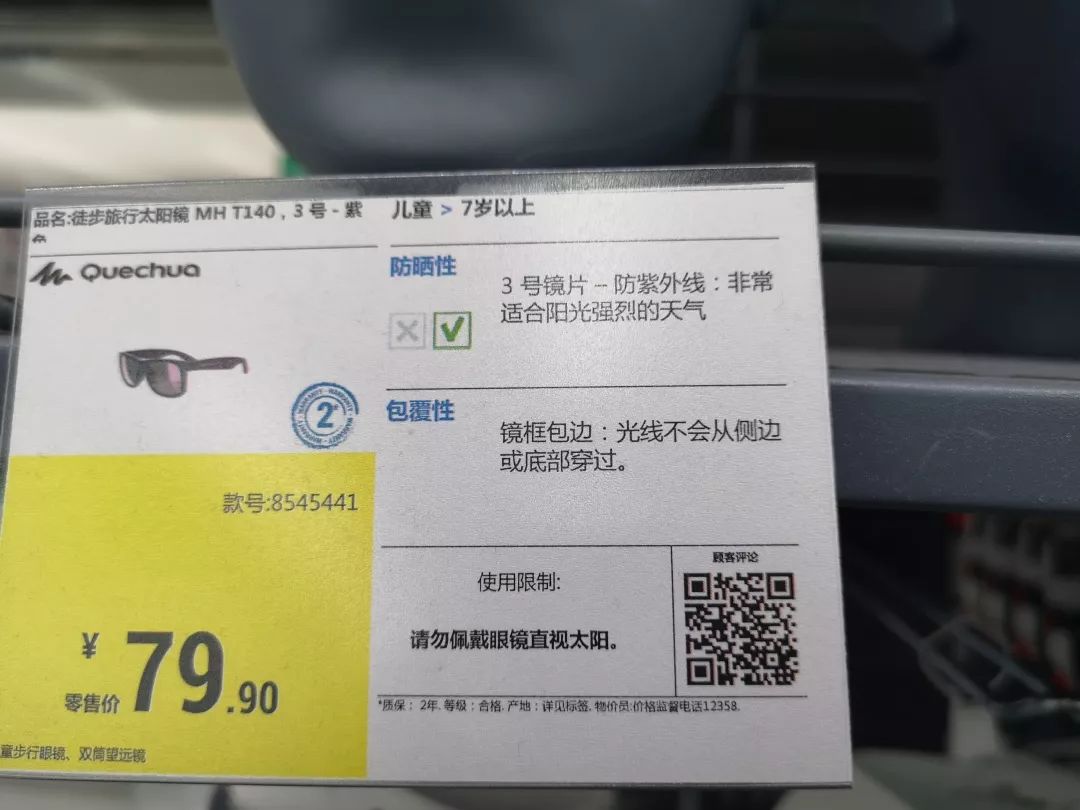 品名:徒步旅行太阳镜 MH T140，3 号 - 紫
色
Quechua
WARRANTY · WARRANTY · WARRANTY · WARRANTY
2
款号:8545441
¥
零售价 79.90
童步行眼镜、双筒望远镜
儿童 > 7岁以上
防晒性
3 号镜片 – 防紫外线：非常
适合阳光强烈的天气
包覆性
镜框包边：光线不会从侧边
或底部穿过。
使用限制:
请勿佩戴眼镜直视太阳。
顾客评论
*质保： 2年. 等级：合格. 产地：详见标签. 物价员:价格监督电话12358.